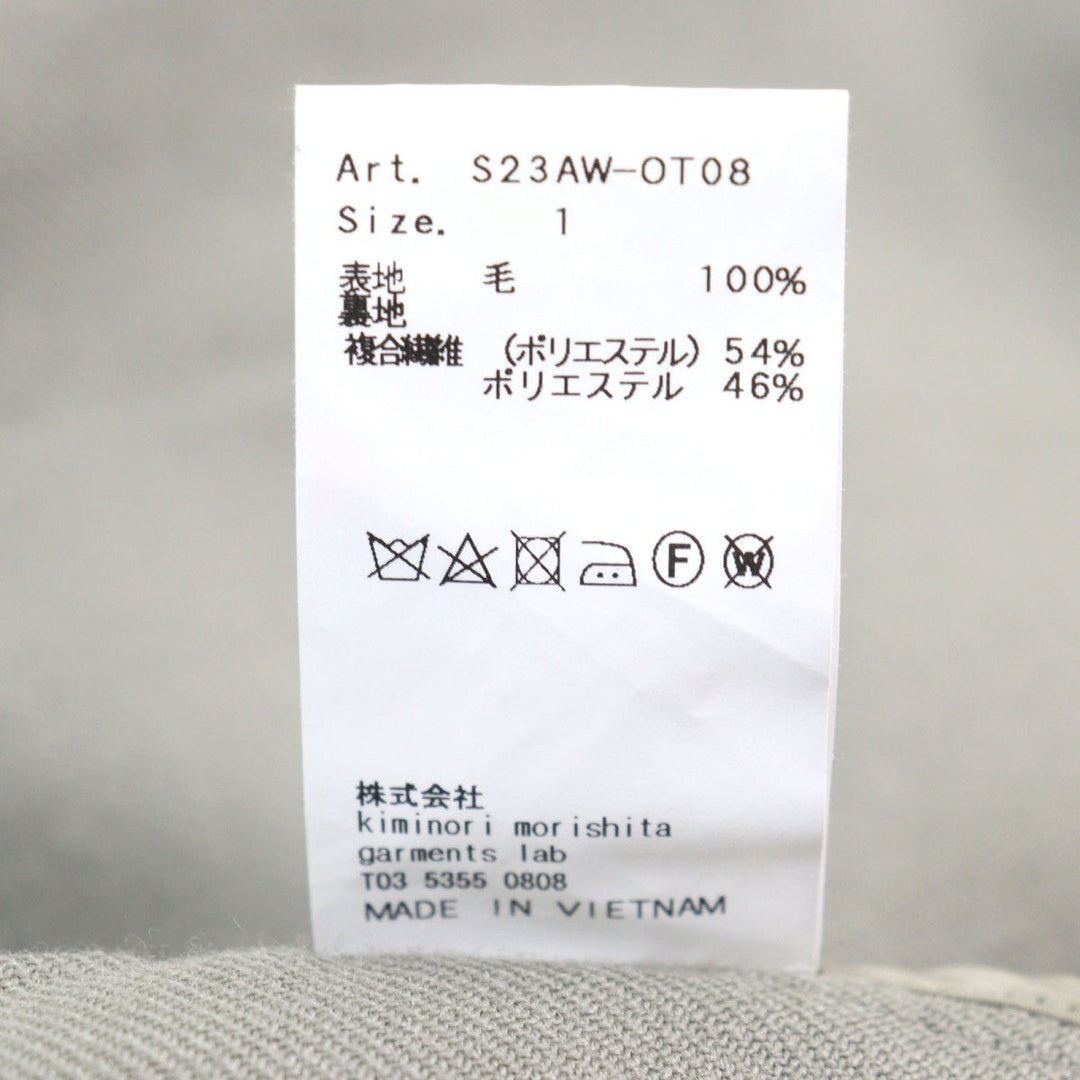 Art. S23AW-OT08
Size. 1
表地 毛 100%
裏地
複合繊維 (ポリエステル) 54%
ポリエステル 46%
F W
株式会社
kiminori morishita
garments lab
T03 5355 0808
MADE IN VIETNAM